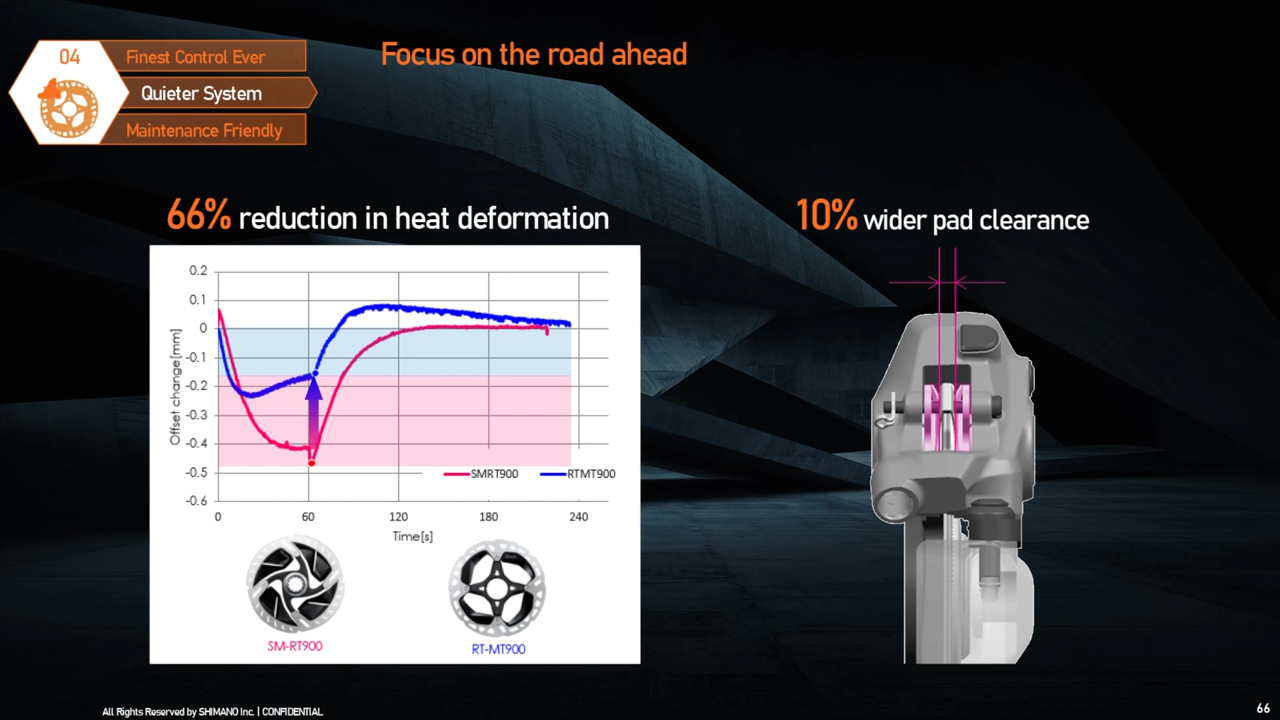 04
Finest Control Ever
Quieter System
Maintenance Friendly
Focus on the road ahead
66% reduction in heat deformation
10% wider pad clearance
Offset change[mm]
0.2
0.1
0
-0.1
-0.2
-0.3
-0.4
-0.5
-0.6
SMRT900
RTMT900
0
60
120
180
240
Time[s]
SM-RT900
RT-MT900
All Rights Reserved by SHIMANO Inc. | CONFIDENTIAL
66